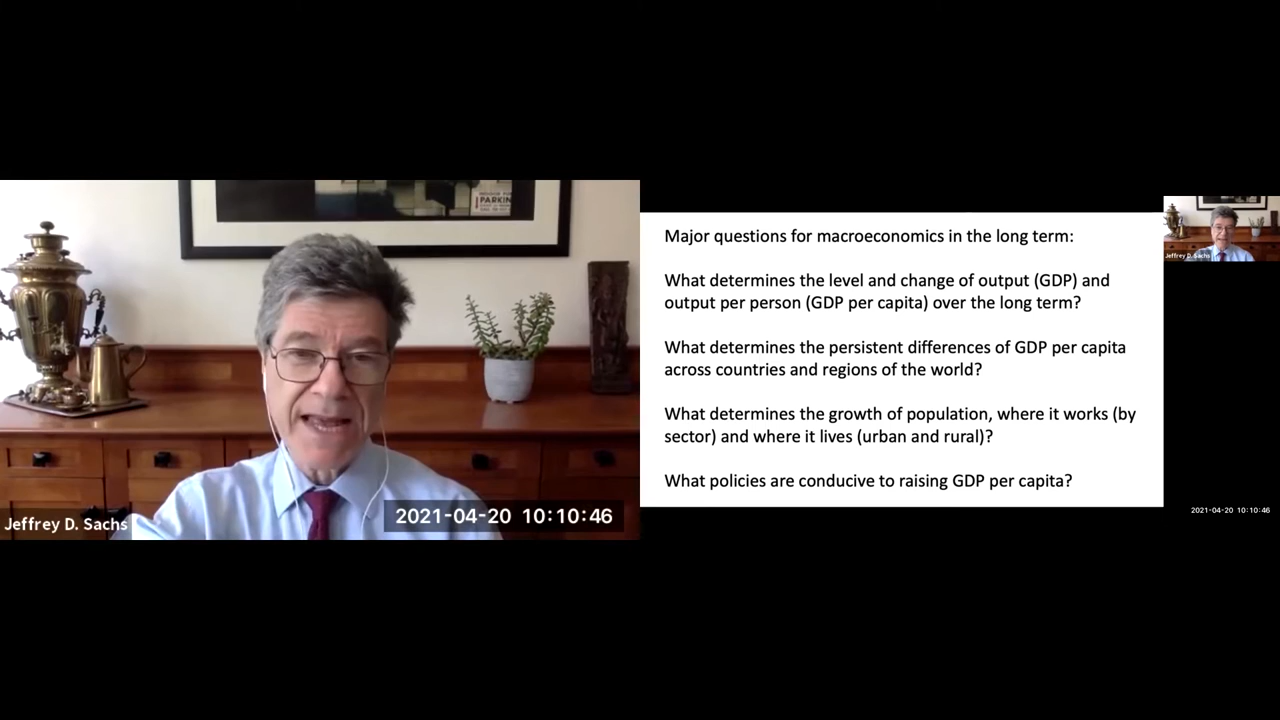 PARKIN
Jeffrey D. Sachs
2021-04-20 10:10:46
Major questions for macroeconomics in the long term:
What determines the level and change of output (GDP) and
output per person (GDP per capita) over the long term?
What determines the persistent differences of GDP per capita
across countries and regions of the world?
What determines the growth of population, where it works (by
sector) and where it lives (urban and rural)?
What policies are conducive to raising GDP per capita?
Jeffrey D. Sachs
2021-04-20 10:10:46